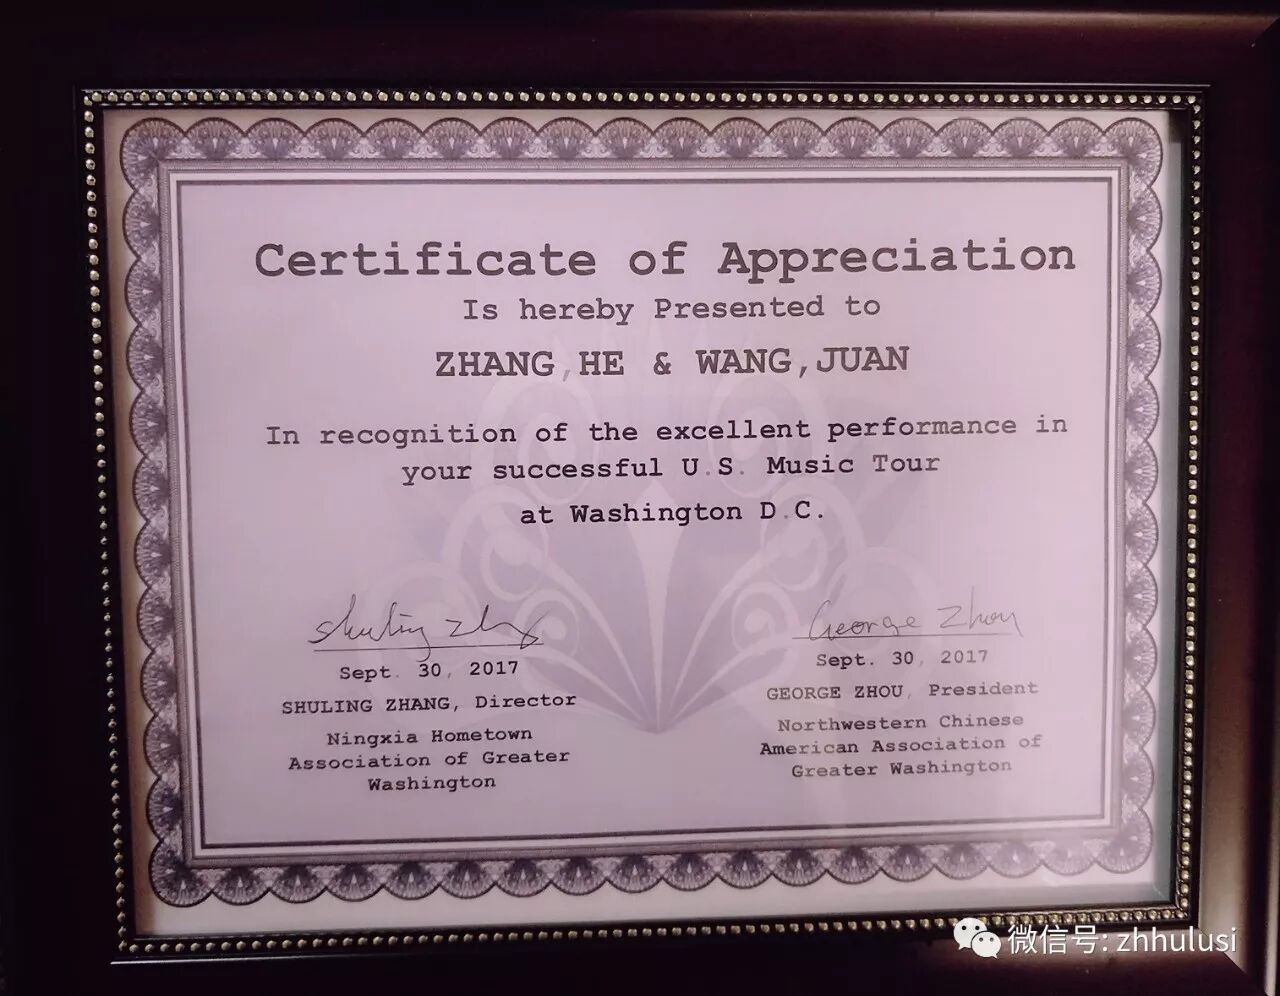 Certificate of Appreciation
Is hereby Presented to
ZHANG,HE & WANG,JUAN
In recognition of the excellent performance in
your successful U.S. Music Tour
at Washington D.C.
Shuling Zhang
Sept. 30, 2017
SHULING ZHANG, Director
Ningxia Hometown
Association of Greater
Washington
George Zhou
Sept. 30, 2017
GEORGE ZHOU, President
Northwestern Chinese
American Association of
Greater Washington
微信号: zhhulusi